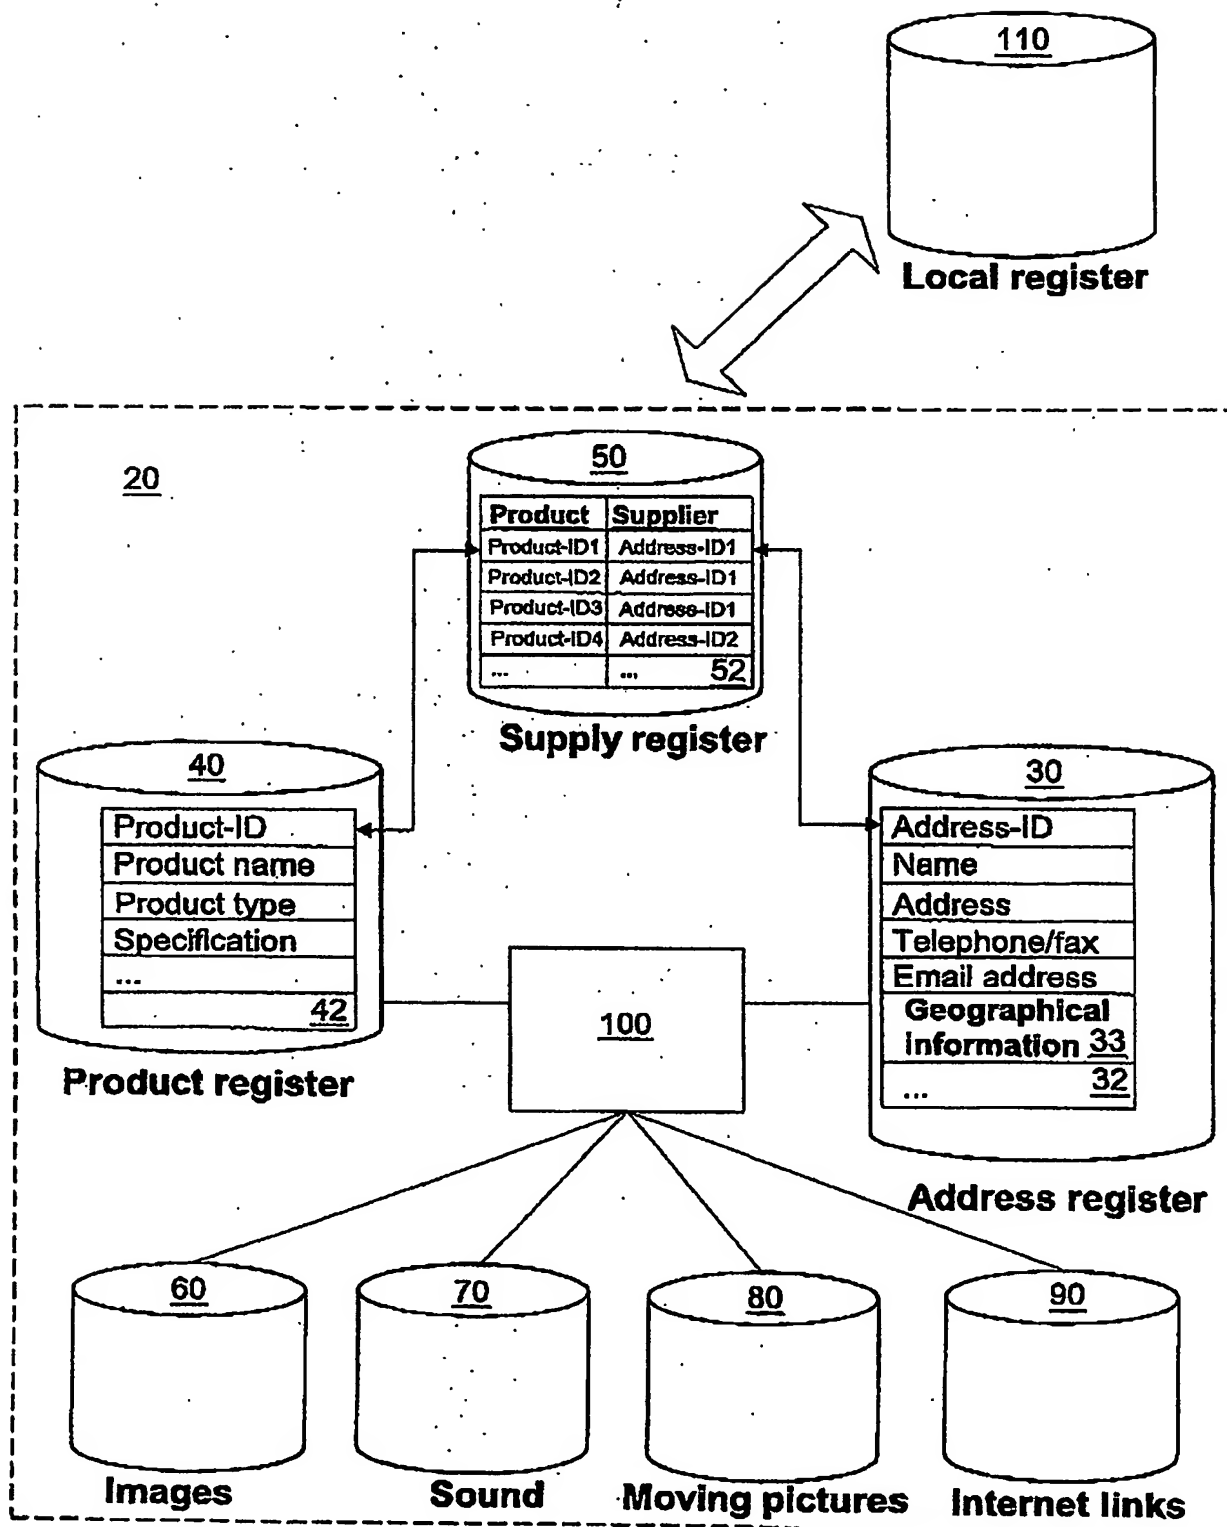 110
Local register
20
50
Product Supplier
Product-ID1 Address-ID1
Product-ID2 Address-ID1
Product-ID3 Address-ID1
Product-ID4 Address-ID2
... ... 52
Supply register
40
Product-ID
Product name
Product type
Specification
...
42
Product register
30
Address-ID
Name
Address
Telephone/fax
Email address
Geographical
information 33
... 32
Address register
100
60
Images
70
Sound
80
Moving pictures
90
Internet links